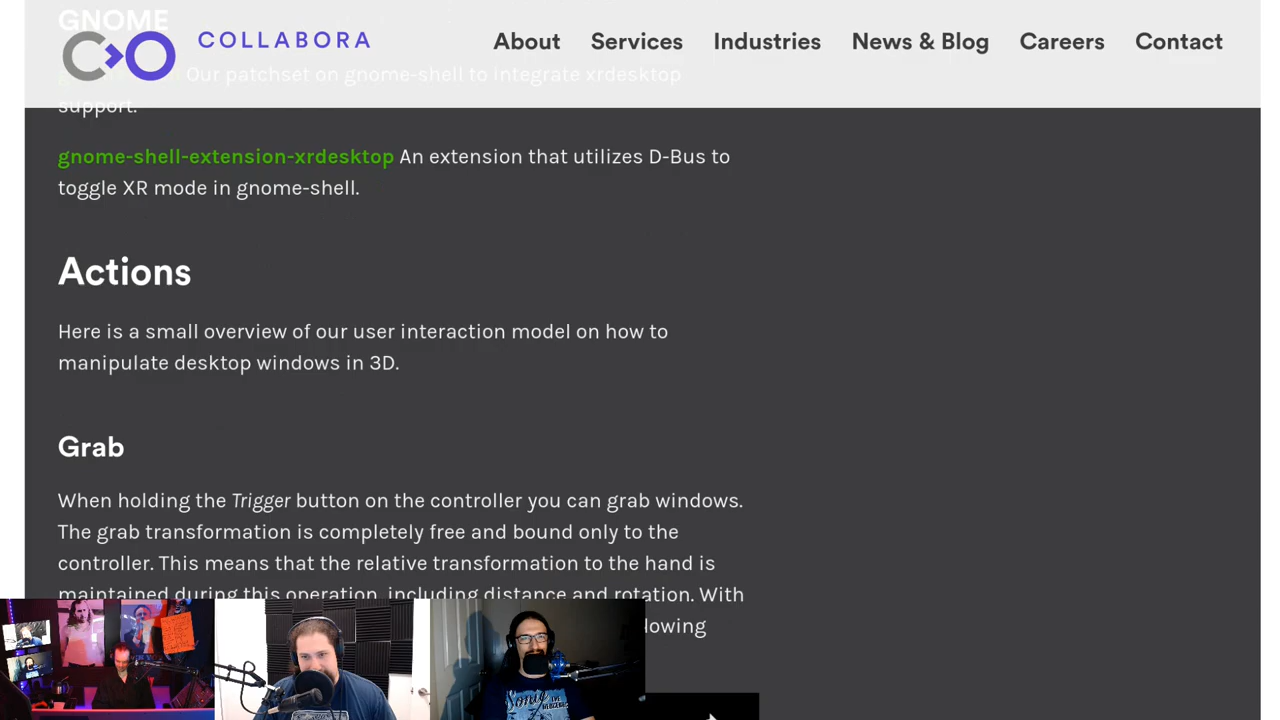 GNOME
COLLABORA
About Services Industries News & Blog Careers Contact
Our patchset on gnome-shell to integrate xrdesktop
support.
gnome-shell-extension-xrdesktop An extension that utilizes D-Bus to
toggle XR mode in gnome-shell.
Actions
Here is a small overview of our user interaction model on how to
manipulate desktop windows in 3D.
Grab
When holding the Trigger button on the controller you can grab windows.
The grab transformation is completely free and bound only to the
controller. This means that the relative transformation to the hand is
maintained during this operation, including distance and rotation. With